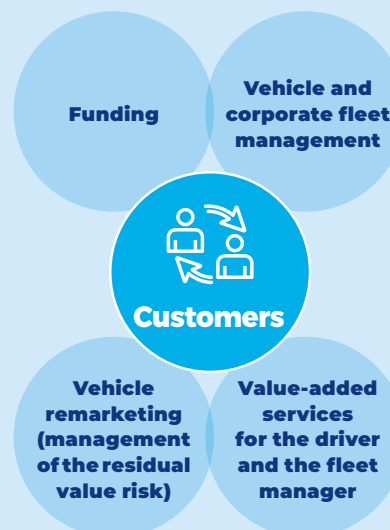 Funding
Vehicle and
corporate fleet
management
Customers
Vehicle
remarketing
(management
of the residual
value risk)
Value-added
services
for the driver
and the fleet
manager